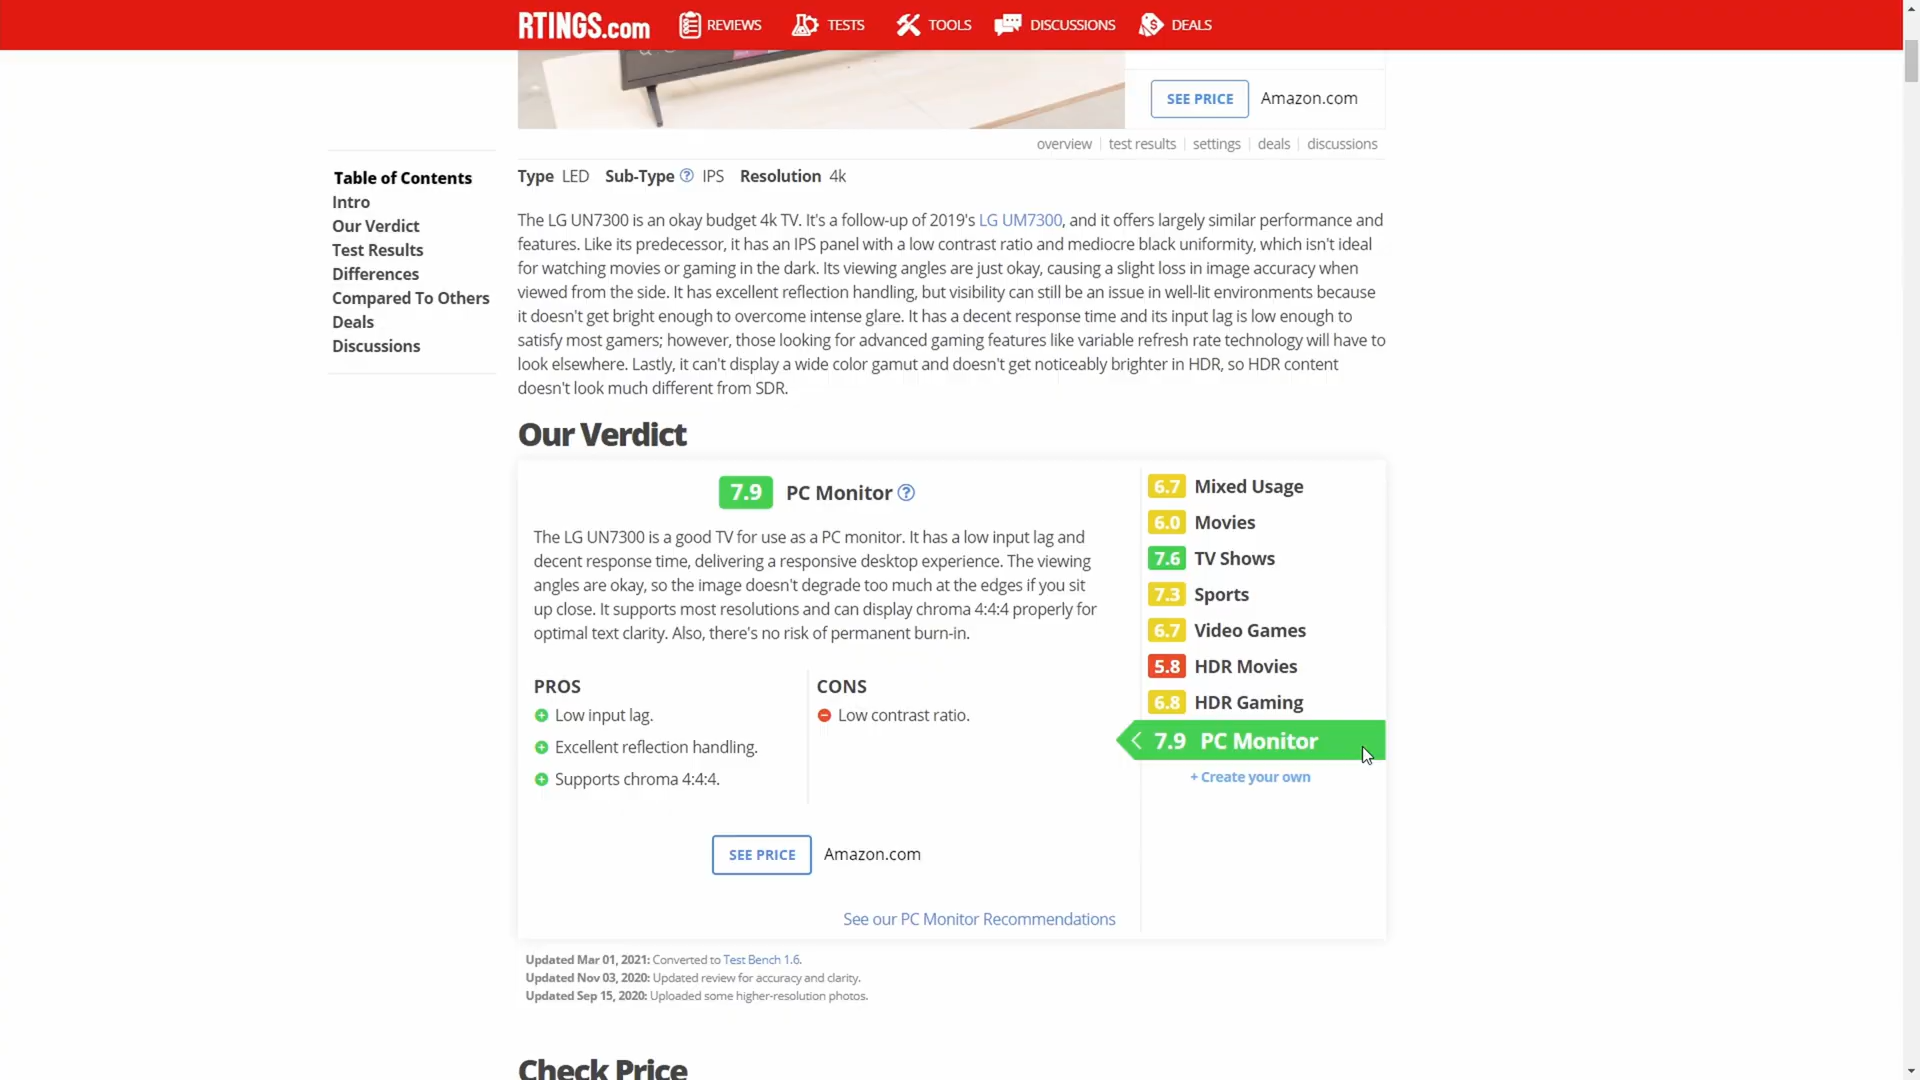 RTINGS.com REVIEWS TESTS TOOLS DISCUSSIONS DEALS
SEE PRICE Amazon.com
overview test results settings deals discussions
Table of Contents
Intro
Our Verdict
Test Results
Differences
Compared To Others
Deals
Discussions
Type LED Sub-Type ? IPS Resolution 4k
The LG UN7300 is an okay budget 4k TV. It's a follow-up of 2019's LG UM7300, and it offers largely similar performance and
features. Like its predecessor, it has an IPS panel with a low contrast ratio and mediocre black uniformity, which isn't ideal
for watching movies or gaming in the dark. Its viewing angles are just okay, causing a slight loss in image accuracy when
viewed from the side. It has excellent reflection handling, but visibility can still be an issue in well-lit environments because
it doesn't get bright enough to overcome intense glare. It has a decent response time and its input lag is low enough to
satisfy most gamers; however, those looking for advanced gaming features like variable refresh rate technology will have to
look elsewhere. Lastly, it can't display a wide color gamut and doesn't get noticeably brighter in HDR, so HDR content
doesn't look much different from SDR.
Our Verdict
7.9 PC Monitor ?
The LG UN7300 is a good TV for use as a PC monitor. It has a low input lag and
decent response time, delivering a responsive desktop experience. The viewing
angles are okay, so the image doesn't degrade too much at the edges if you sit
up close. It supports most resolutions and can display chroma 4:4:4 properly for
optimal text clarity. Also, there's no risk of permanent burn-in.
PROS
Low input lag.
Excellent reflection handling.
Supports chroma 4:4:4.
CONS
Low contrast ratio.
SEE PRICE Amazon.com
See our PC Monitor Recommendations
6.7 Mixed Usage
6.0 Movies
7.6 TV Shows
7.3 Sports
6.7 Video Games
5.8 HDR Movies
6.8 HDR Gaming
7.9 PC Monitor
+ Create your own
Updated Mar 01, 2021: Converted to Test Bench 1.6.
Updated Nov 03, 2020: Updated review for accuracy and clarity.
Updated Sep 15, 2020: Uploaded some higher-resolution photos.
Check Price